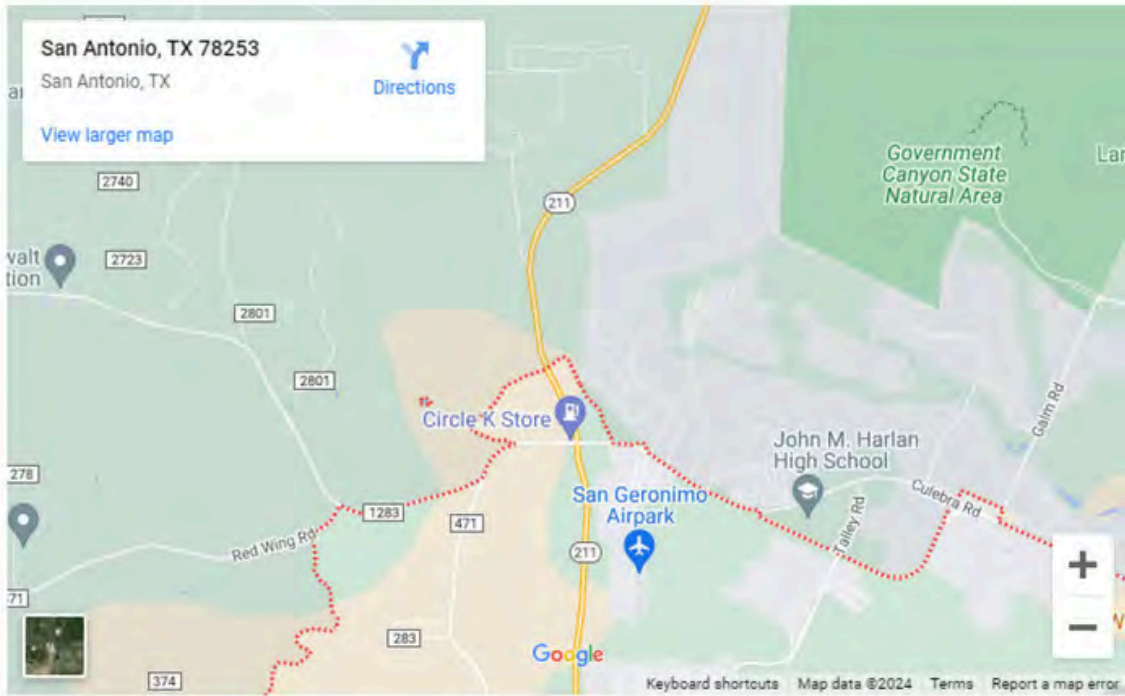 San Antonio, TX 78253
San Antonio, TX
Directions
View larger map
2740
211
Government
Canyon State
Natural Area
2723
2801
2801
Circle K Store
Galm Rd
John M. Harlan
High School
278
1283
471
San Geronimo
Airpark
Culebra Rd
Talley Rd
Red Wing Rd
211
283
374
Google
Keyboard shortcuts
Map data ©2024
Terms
Report a map error